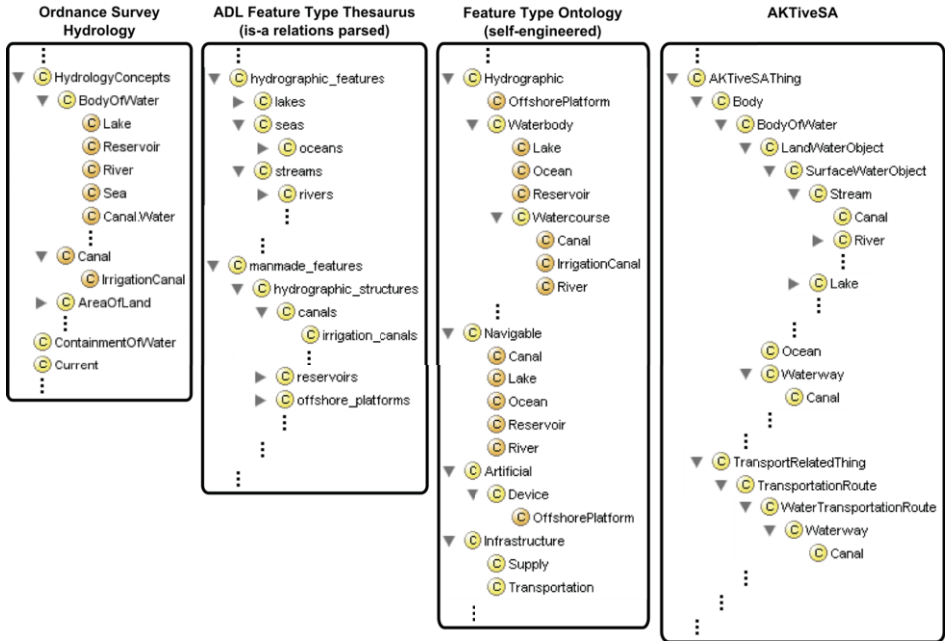 Ordnance Survey
Hydrology
HydrologyConcepts
BodyOfWater
Lake
Reservoir
River
Sea
Canal.Water
Canal
IrrigationCanal
AreaOfLand
ContainmentOfWater
Current
ADL Feature Type Thesaurus
(is-a relations parsed)
hydrographic_features
lakes
seas
oceans
streams
rivers
manmade_features
hydrographic_structures
canals
irrigation_canals
reservoirs
offshore_platforms
Feature Type Ontology
(self-engineered)
Hydrographic
OffshorePlatform
Waterbody
Lake
Ocean
Reservoir
Watercourse
Canal
IrrigationCanal
River
Navigable
Canal
Lake
Ocean
Reservoir
River
Artificial
Device
OffshorePlatform
Infrastructure
Supply
Transportation
AKTiveSA
AKTiveSAThing
Body
BodyOfWater
LandWaterObject
SurfaceWaterObject
Stream
Canal
River
Lake
Ocean
Waterway
Canal
TransportRelatedThing
TransportationRoute
WaterTransportationRoute
Waterway
Canal